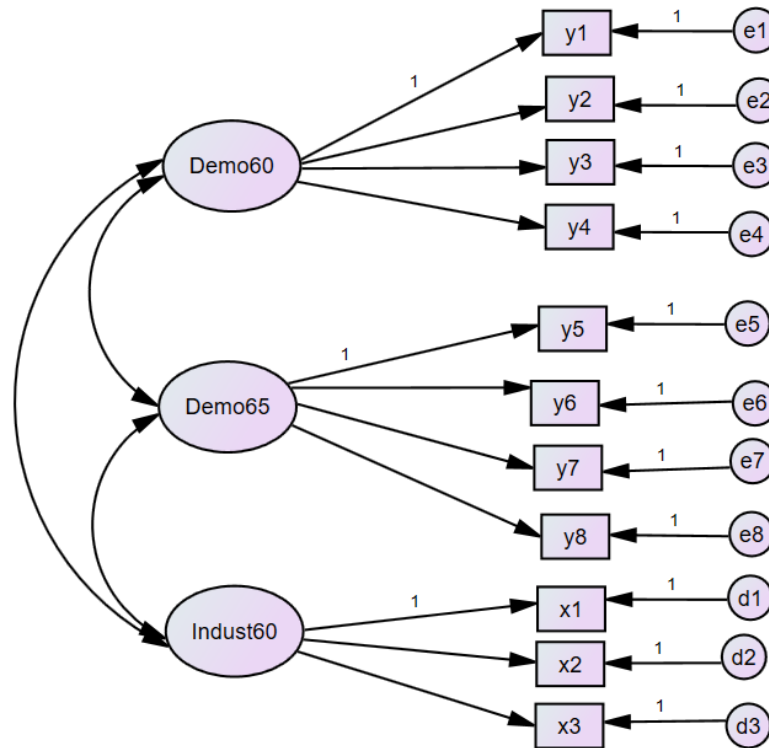 y1 1 e1
1
y2 1 e2
Demo60
y3 1 e3
y4 1 e4
y5 1 e5
1
Demo65
y6 1 e6
y7 1 e7
y8 1 e8
1
x1 1 d1
Indust60
x2 1 d2
x3 1 d3